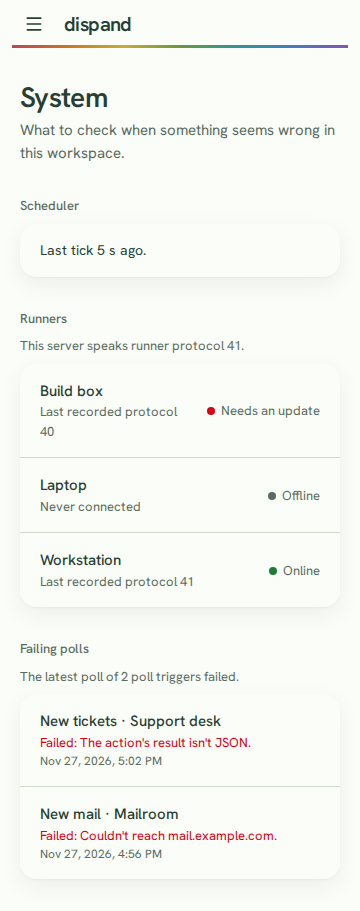 dispand
System
What to check when something seems wrong in
this workspace.
Scheduler
Last tick 5 s ago.
Runners
This server speaks runner protocol 41.
Build box
Last recorded protocol
40
Needs an update
Laptop
Never connected
Offline
Workstation
Last recorded protocol 41
Online
Failing polls
The latest poll of 2 poll triggers failed.
New tickets · Support desk
Failed: The action's result isn't JSON.
Nov 27, 2026, 5:02 PM
New mail · Mailroom
Failed: Couldn't reach mail.example.com.
Nov 27, 2026, 4:56 PM